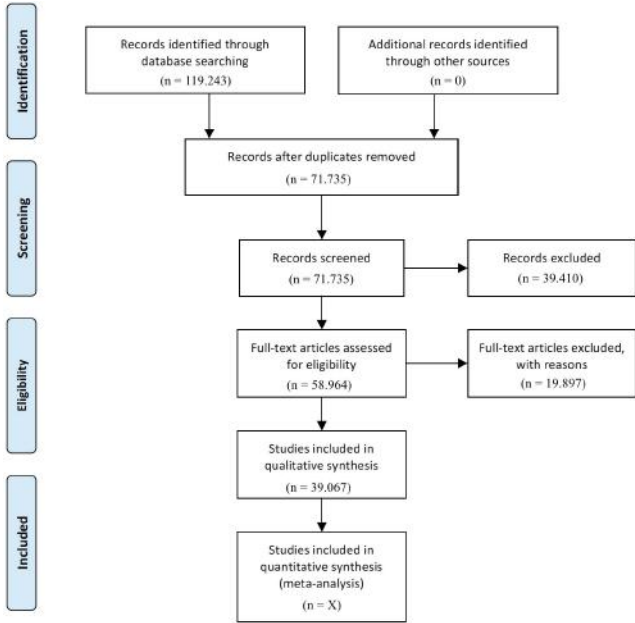 Identification
Records identified through
database searching
(n = 119.243)
Additional records identified
through other sources
(n = 0)
Records after duplicates removed
(n = 71.735)
Screening
Records screened
(n = 71.735)
Records excluded
(n = 39.410)
Eligibility
Full-text articles assessed
for eligibility
(n = 58.964)
Full-text articles excluded,
with reasons
(n = 19.897)
Studies included in
qualitative synthesis
(n = 39.067)
Included
Studies included in
quantitative synthesis
(meta-analysis)
(n = X)